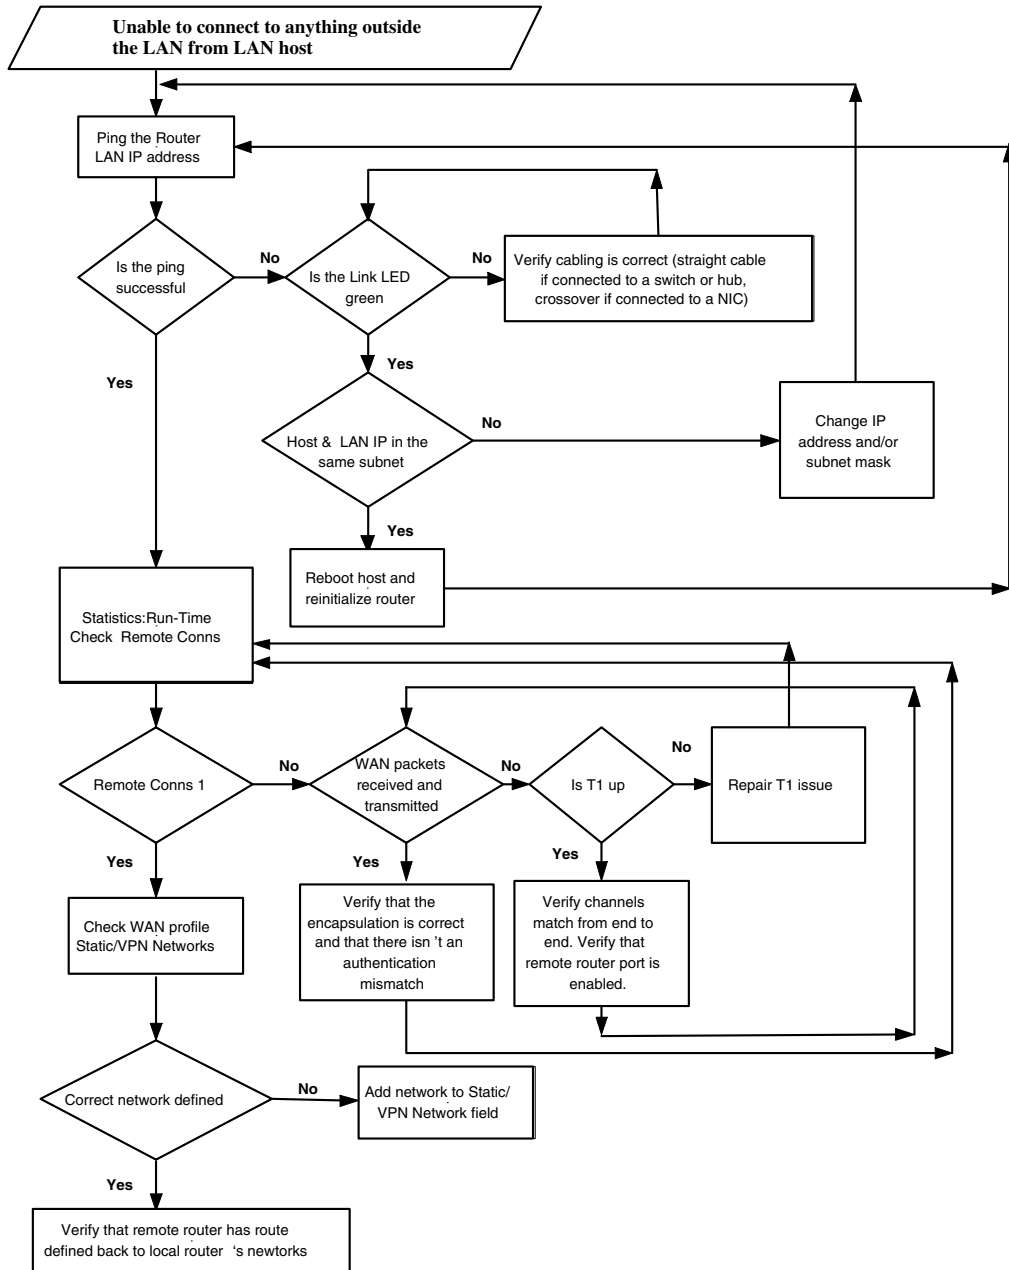 Unable to connect to anything outside
the LAN from LAN host
Ping the Router
LAN IP address
Is the ping
successful
No
Is the Link LED
green
No
Verify cabling is correct (straight cable
if connected to a switch or hub,
crossover if connected to a NIC)
Yes
Yes
Host & LAN IP in the
same subnet
No
Change IP
address and/or
subnet mask
Yes
Reboot host and
reinitialize router
Statistics:Run-Time
Check Remote Conns
Remote Conns 1
No
WAN packets
received and
transmitted
No
Is T1 up
No
Repair T1 issue
Yes
Yes
Yes
Check WAN profile
Static/VPN Networks
Verify that the
encapsulation is correct
and that there isn 't an
authentication
mismatch
Verify channels
match from end to
end. Verify that
remote router port is
enabled.
Correct network defined
No
Add network to Static/
VPN Network field
Yes
Verify that remote router has route
defined back to local router 's newtorks